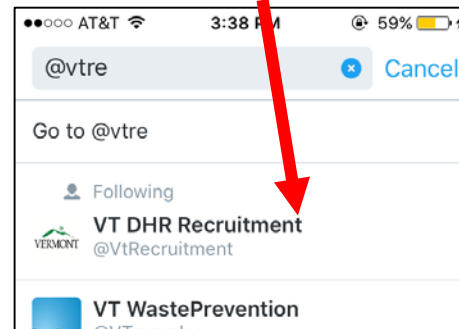 AT&T 3:38 PM 59%
@vtre Cancel
Go to @vtre
Following
VT DHR Recruitment
VERMONT @VtRecruitment
VT WastePrevention